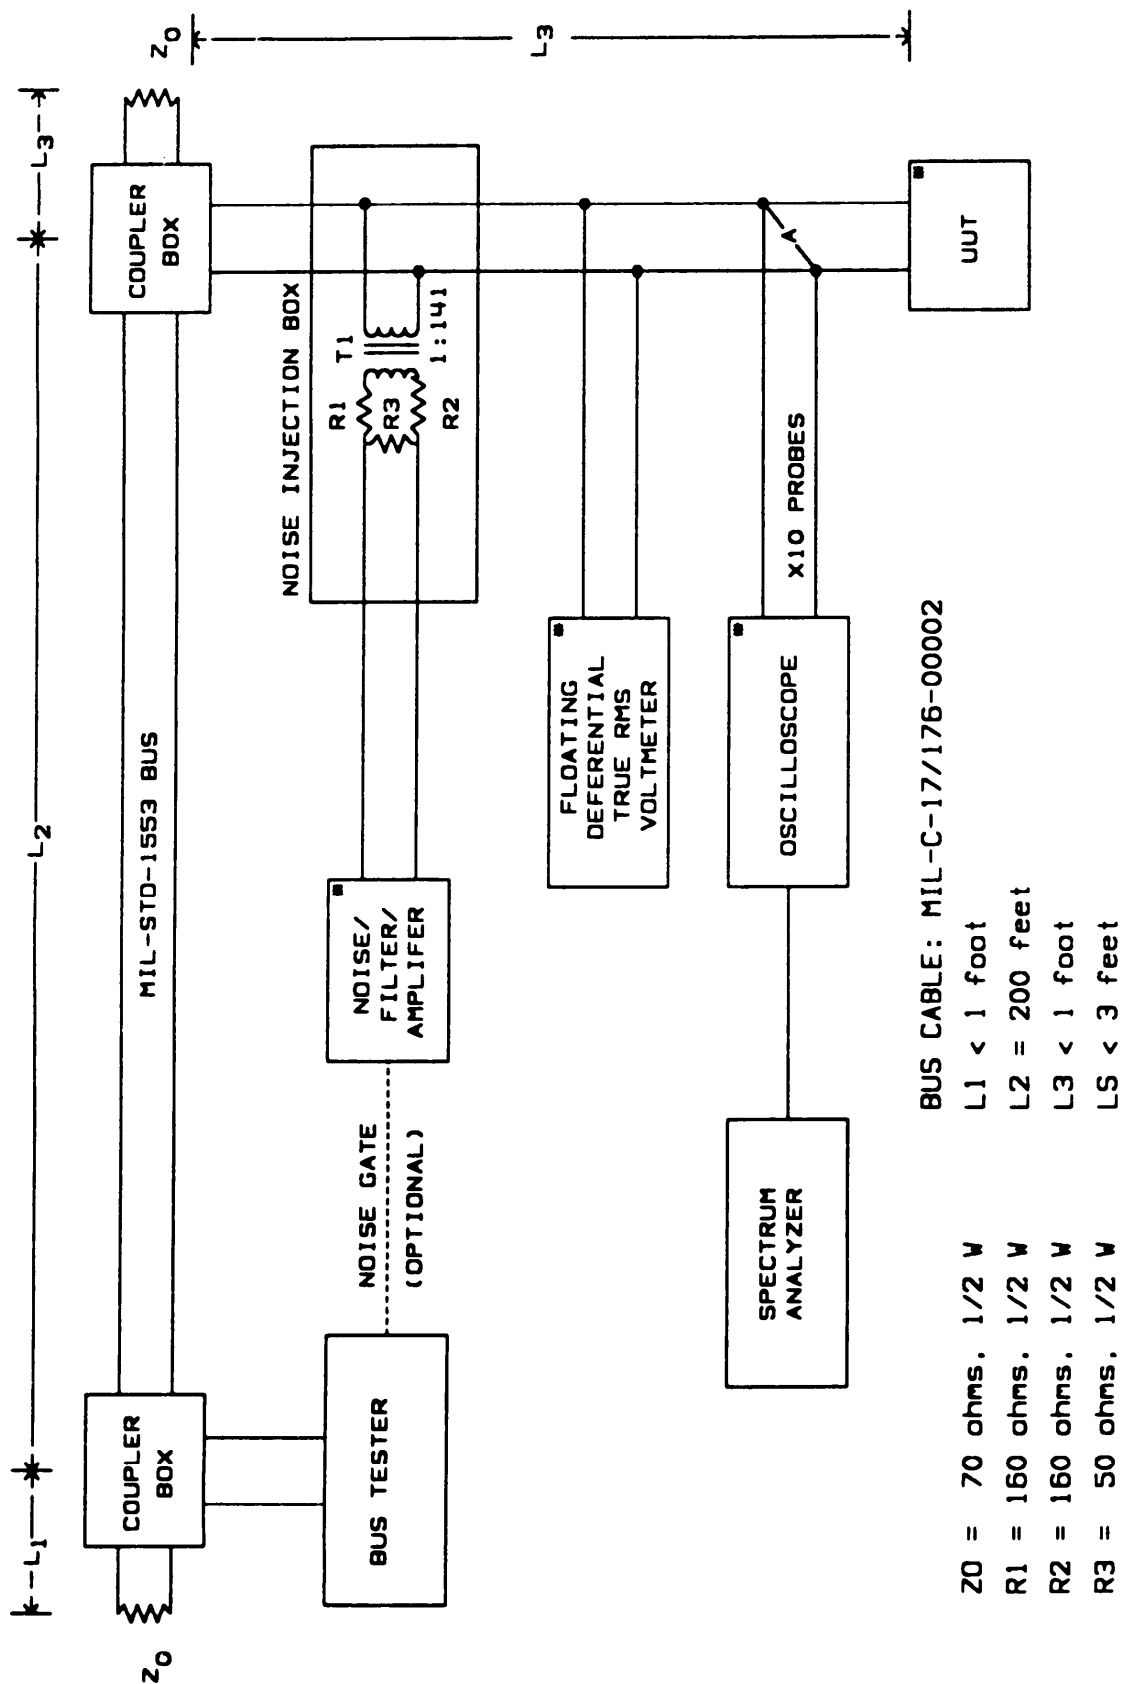 L1
L2
L3
Z0
Z0
COUPLER
BOX
MIL-STD-1553 BUS
COUPLER
BOX
L3
BUS TESTER
NOISE GATE
(OPTIONAL)
NOISE/
FILTER/
AMPLIFER
NOISE INJECTION BOX
R1
R3
R2
T1
1:141
FLOATING
DEFERENTIAL
TRUE RMS
VOLTMETER
SPECTRUM
ANALYZER
OSCILLOSCOPE
X10 PROBES
A
UUT
BUS CABLE: MIL-C-17/176-00002
Z0 = 70 ohms. 1/2 W
L1 < 1 foot
R1 = 160 ohms. 1/2 W
L2 = 200 feet
R2 = 160 ohms. 1/2 W
L3 < 1 foot
R3 = 50 ohms. 1/2 W
LS < 3 feet